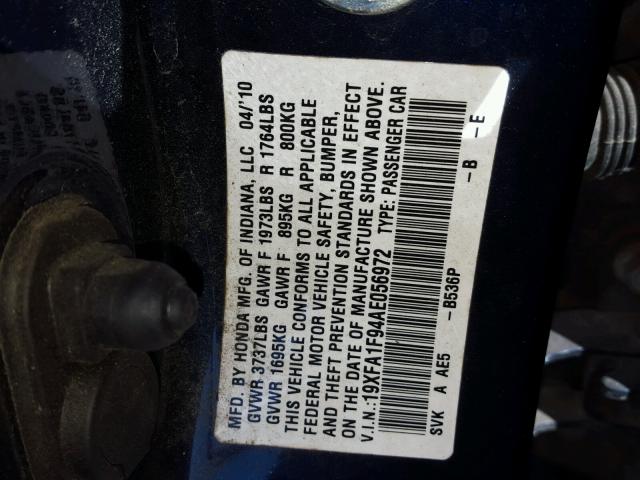 MFD. BY HONDA MFG. OF INDIANA, LLC 04/'10
GVWR 3737LBS GAWR F 1973LBS R 1764LBS
GVWR 1695KG GAWR F 895KG R 800KG
THIS VEHICLE CONFORMS TO ALL APPLICABLE
FEDERAL MOTOR VEHICLE SAFETY, BUMPER,
AND THEFT PREVENTION STANDARDS IN EFFECT
ON THE DATE OF MANUFACTURE SHOWN ABOVE.
V.I.N.:19XFA1F94AE056972 TYPE: PASSENGER CAR
SVK A AE5 -B536P -B -E